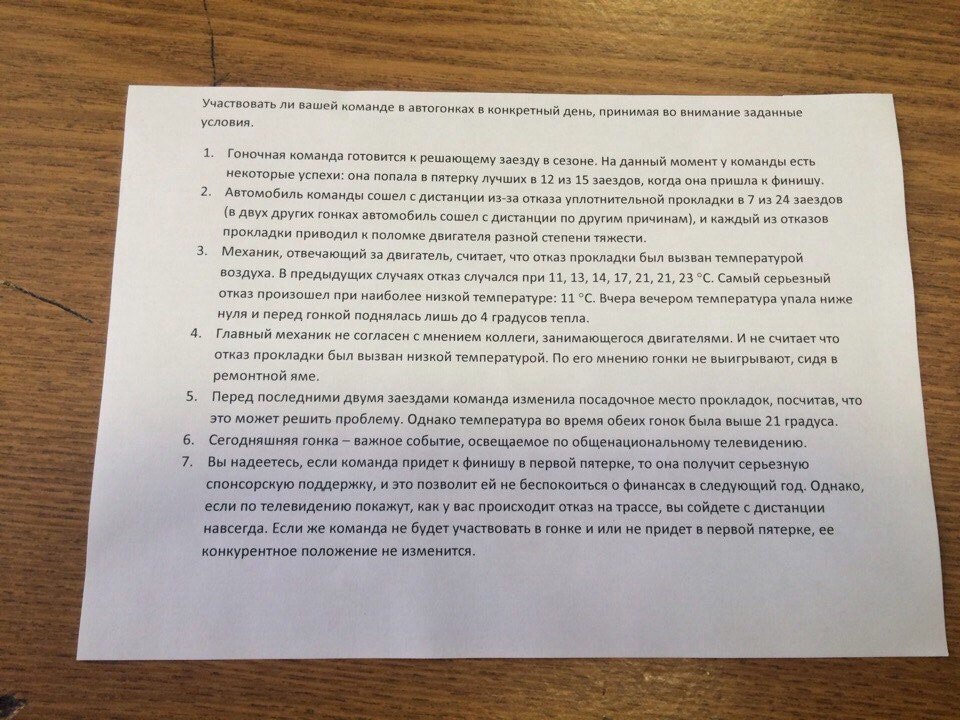 Участвовать ли вашей команде в автогонках в конкретный день, принимая во внимание заданные
условия.
1. Гоночная команда готовится к решающему заезду в сезоне. На данный момент у команды есть
некоторые успехи: она попала в пятерку лучших в 12 из 15 заездов, когда она пришла к финишу.
2. Автомобиль команды сошел с дистанции из-за отказа уплотнительной прокладки в 7 из 24 заездов
(в двух других гонках автомобиль сошел с дистанции по другим причинам), и каждый из отказов
прокладки приводил к поломке двигателя разной степени тяжести.
3. Механик, отвечающий за двигатель, считает, что отказ прокладки был вызван температурой
воздуха. В предыдущих случаях отказ случался при 11, 13, 14, 17, 21, 21, 23 °С. Самый серьезный
отказ произошел при наиболее низкой температуре: 11 °С. Вчера вечером температура упала ниже
нуля и перед гонкой поднялась лишь до 4 градусов тепла.
4. Главный механик не согласен с мнением коллеги, занимающегося двигателями. И не считает что
отказ прокладки был вызван низкой температурой. По его мнению гонки не выигрывают, сидя в
ремонтной яме.
5. Перед последними двумя заездами команда изменила посадочное место прокладок, посчитав, что
это может решить проблему. Однако температура во время обеих гонок была выше 21 градуса.
6. Сегодняшняя гонка – важное событие, освещаемое по общенациональному телевидению.
7. Вы надеетесь, если команда придет к финишу в первой пятерке, то она получит серьезную
спонсорскую поддержку, и это позволит ей не беспокоиться о финансах в следующий год. Однако,
если по телевидению покажут, как у вас происходит отказ на трассе, вы сойдете с дистанции
навсегда. Если же команда не будет участвовать в гонке и или не придет в первой пятерке, ее
конкурентное положение не изменится.